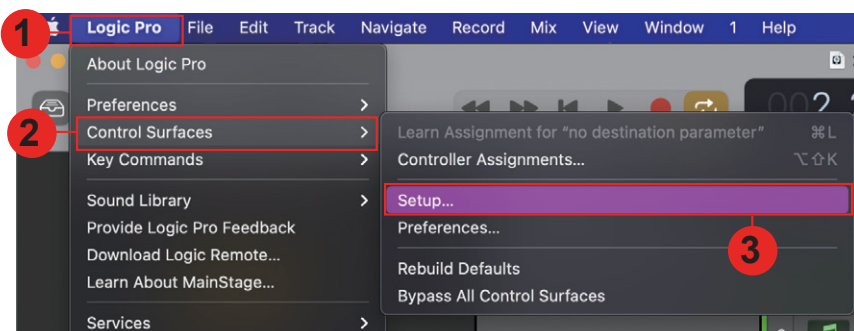 1 Logic Pro File Edit Track Navigate Record Mix View Window 1 Help
About Logic Pro
Preferences
002
2 Control Surfaces
Learn Assignment for “no destination parameter” ⌘L
Key Commands
Controller Assignments... ⌥⇧K
Sound Library
Setup...
Provide Logic Pro Feedback
Preferences...
3
Download Logic Remote...
Rebuild Defaults
Learn About MainStage...
Bypass All Control Surfaces
Services